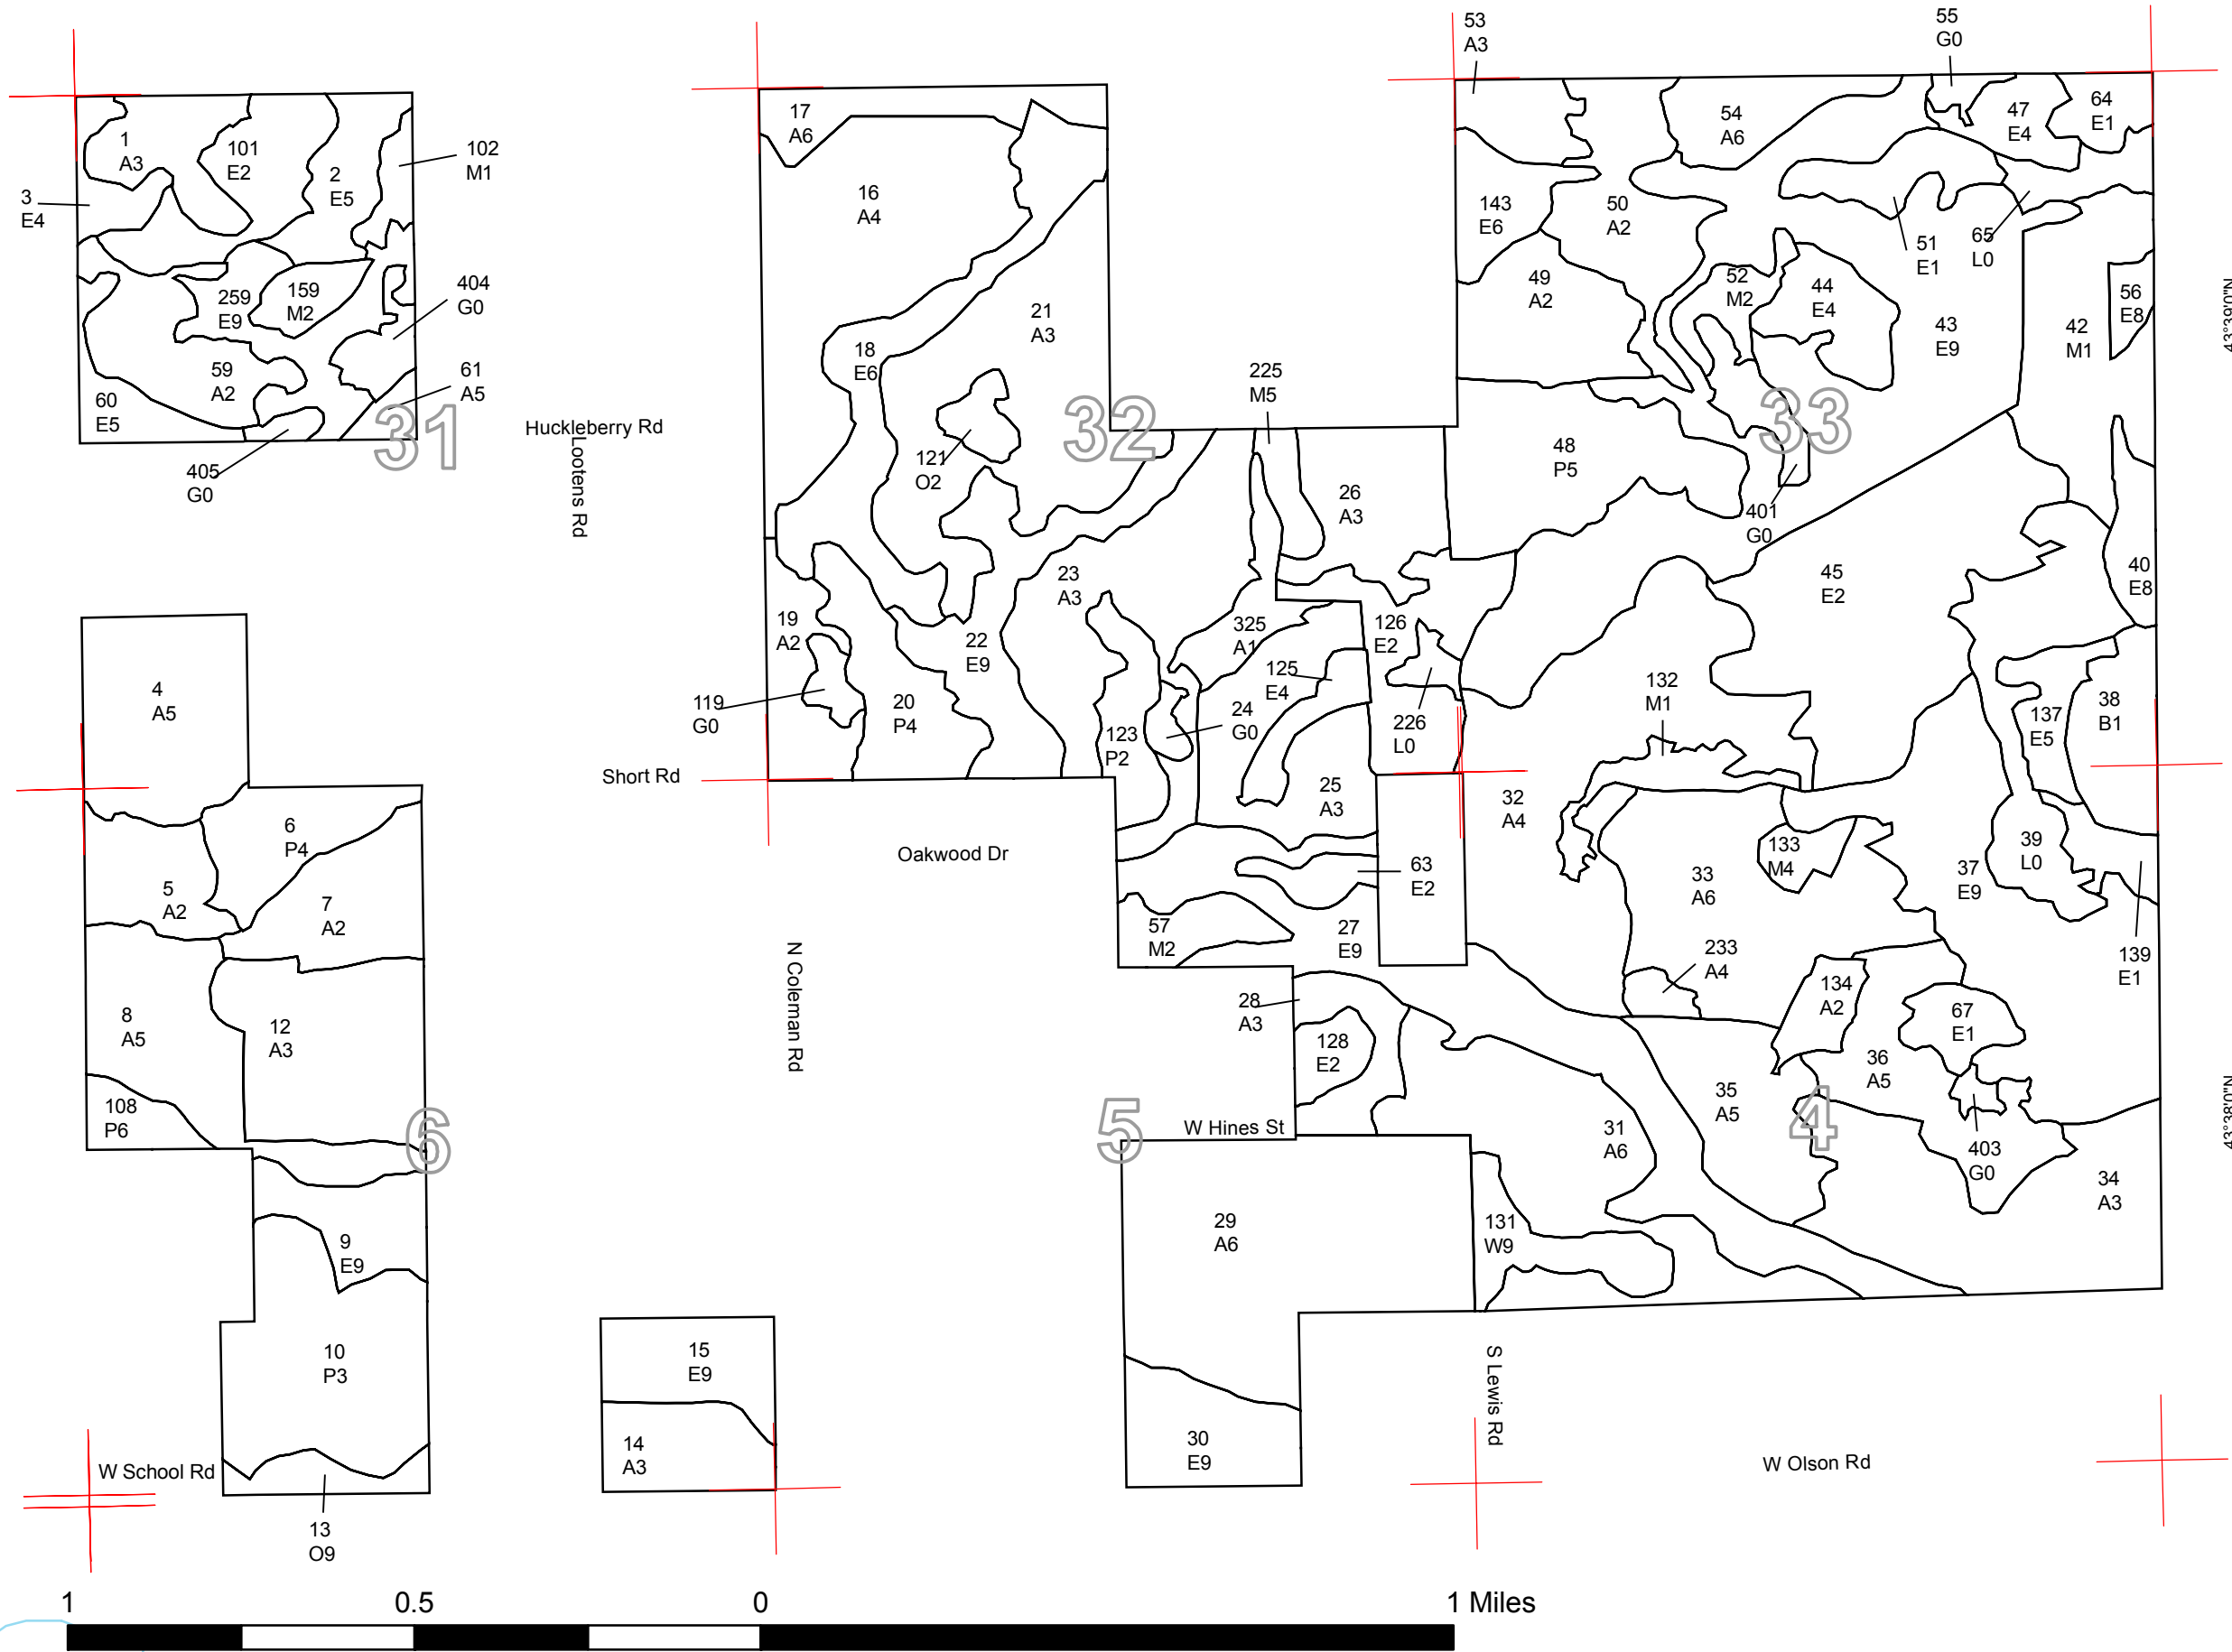 53
A3
55
G0
1
A3
101
E2
2
E5
102
M1
3
E4
17
A6
16
A4
54
A6
47
E4
64
E1
143
E6
50
A2
51
E1
65
L0
404
G0
259
E9
159
M2
49
A2
52
M2
44
E4
43
E9
42
M1
56
E8
43°39'0"N
21
A3
18
E6
59
A2
60
E5
61
A5
31
405
G0
Huckleberry Rd
Lootens Rd
32
225
M5
33
121
O2
26
A3
48
P5
401
G0
45
E2
40
E8
23
A3
19
A2
22
E9
325
A1
126
E2
125
E4
4
A5
119
G0
20
P4
123
P2
24
G0
226
L0
132
M1
137
E5
38
B1
Short Rd
25
A3
32
A4
6
P4
Oakwood Dr
63
E2
133
M4
39
L0
5
A2
7
A2
33
A6
37
E9
57
M2
27
E9
233
A4
139
E1
N Coleman Rd
134
A2
8
A5
12
A3
28
A3
128
E2
67
E1
36
A5
43°38'0"N
108
P6
6
5
W Hines St
35
A5
4
31
A6
403
G0
34
A3
9
E9
29
A6
131
W9
10
P3
15
E9
14
A3
30
E9
S Lewis Rd
W School Rd
W Olson Rd
13
O9
1
0.5
0
1 Miles